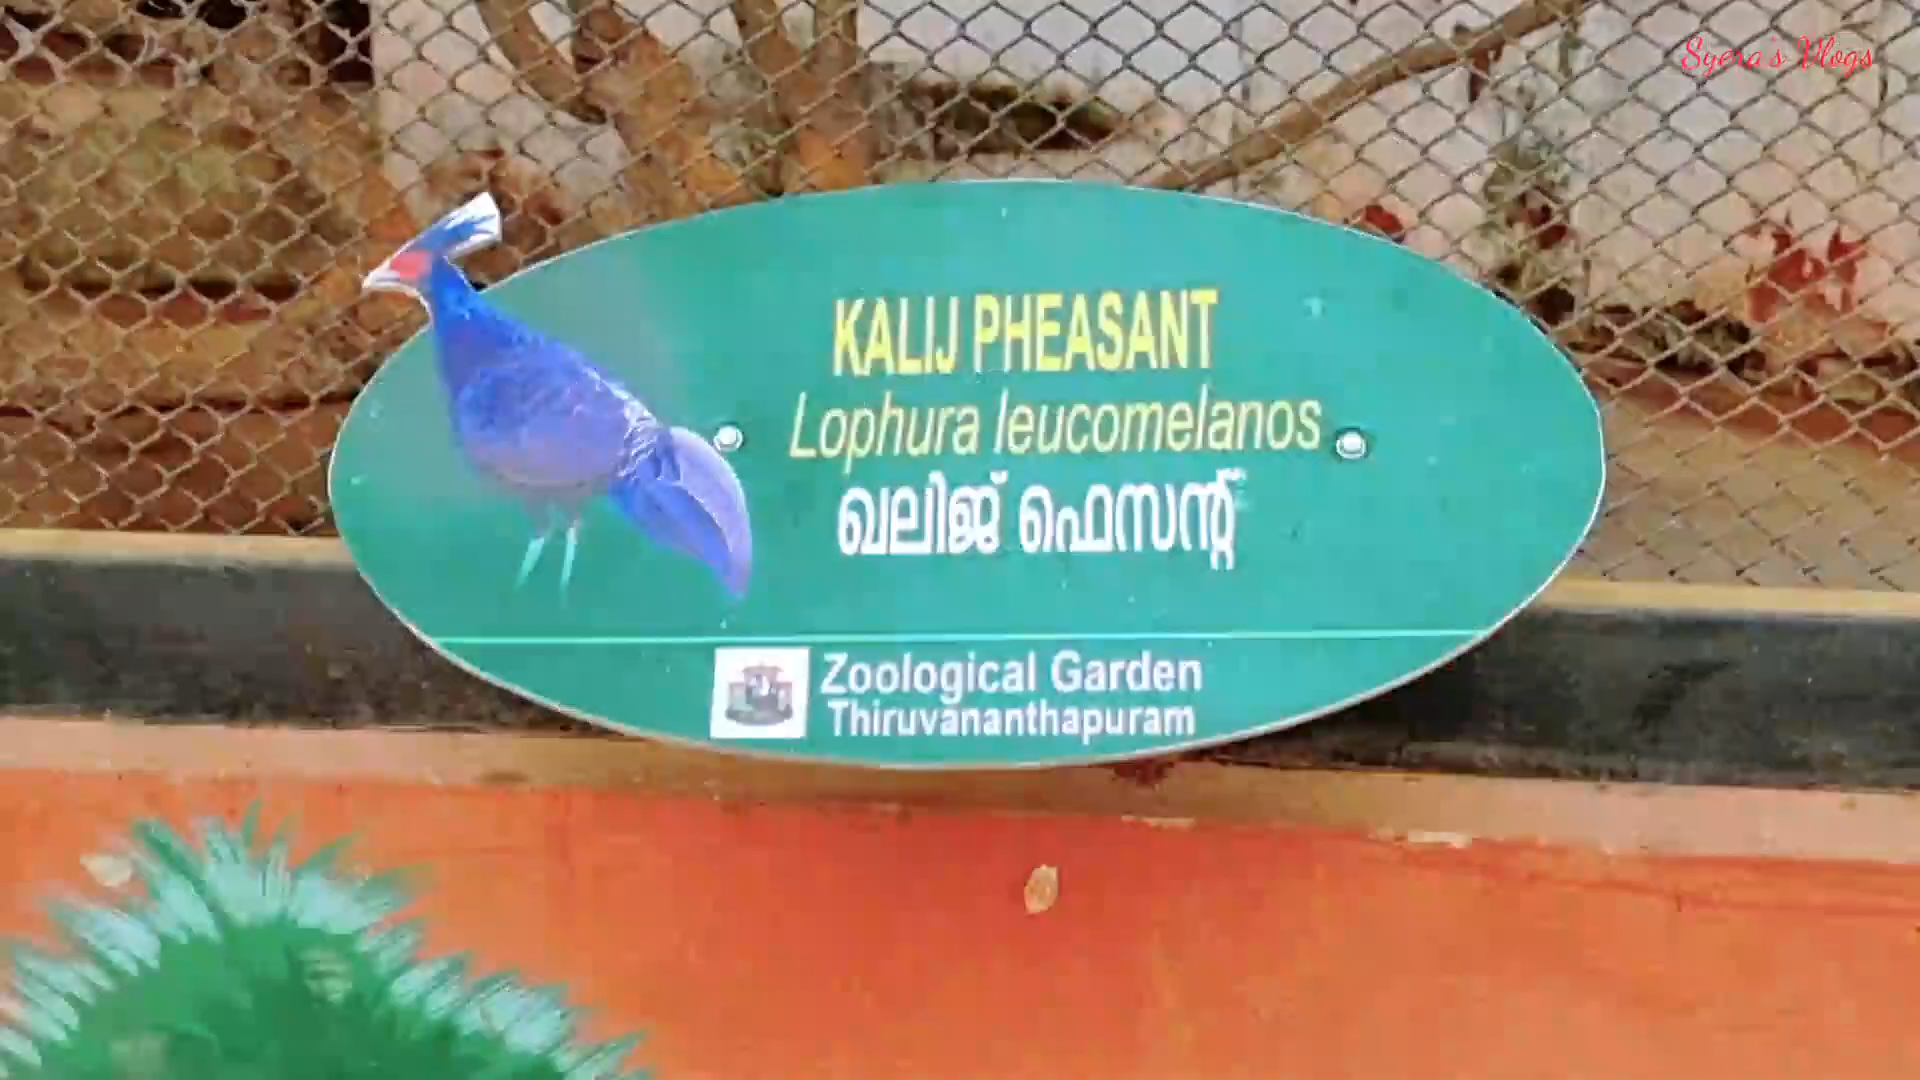 Syera's Vlogs
KALIJ PHEASANT
Lophura leucomelanos
ഖലിജ് ഫെസന്റ്
Zoological Garden
Thiruvananthapuram